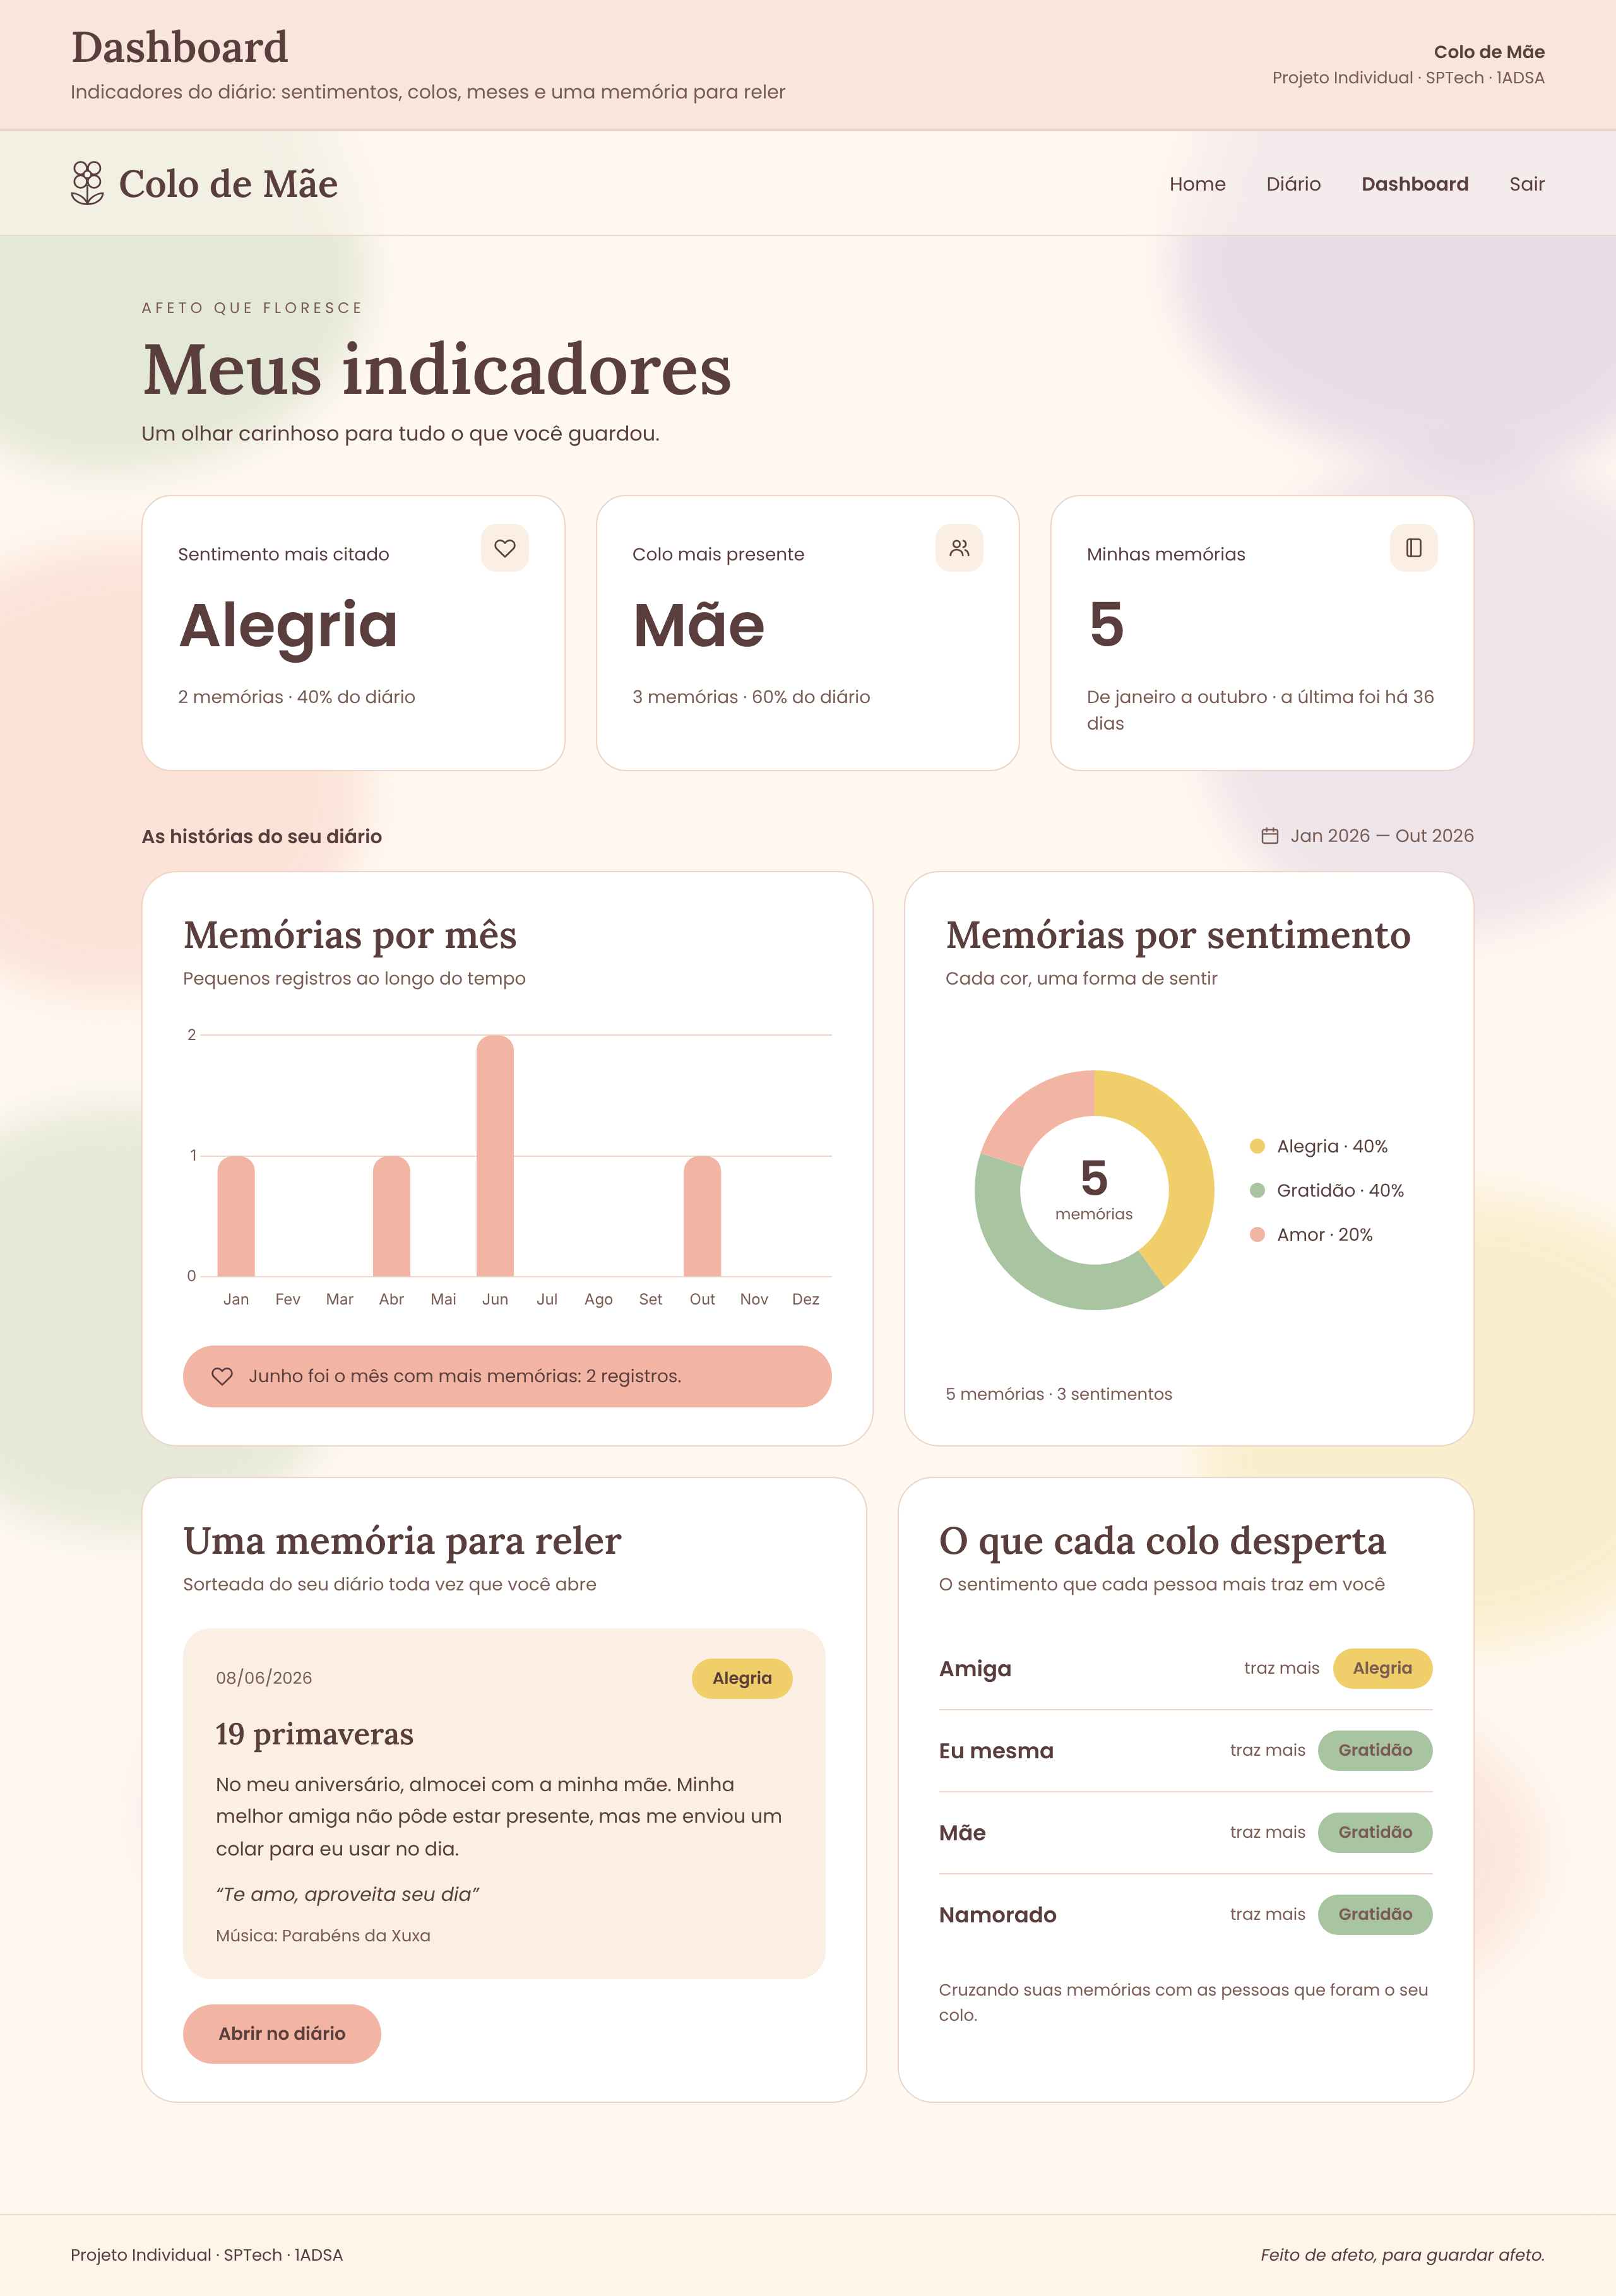 Dashboard
Indicadores do diário: sentimentos, colos, meses e uma memória para reler
Colo de Mãe
Projeto Individual · SPTech · 1ADSA
Colo de Mãe
Home Diário Dashboard Sair
AFETO QUE FLORESCE
Meus indicadores
Um olhar carinhoso para tudo o que você guardou.
Sentimento mais citado
Alegria
2 memórias · 40% do diário
Colo mais presente
Mãe
3 memórias · 60% do diário
Minhas memórias
5
De janeiro a outubro · a última foi há 36
dias
As histórias do seu diário
Jan 2026 — Out 2026
Memórias por mês
Pequenos registros ao longo do tempo
2
1
0
Jan Fev Mar Abr Mai Jun Jul Ago Set Out Nov Dez
Junho foi o mês com mais memórias: 2 registros.
Memórias por sentimento
Cada cor, uma forma de sentir
5
memórias
Alegria · 40%
Gratidão · 40%
Amor · 20%
5 memórias · 3 sentimentos
Uma memória para reler
Sorteada do seu diário toda vez que você abre
08/06/2026
Alegria
19 primaveras
No meu aniversário, almocei com a minha mãe. Minha
melhor amiga não pôde estar presente, mas me enviou um
colar para eu usar no dia.
“Te amo, aproveita seu dia”
Música: Parabéns da Xuxa
Abrir no diário
O que cada colo desperta
O sentimento que cada pessoa mais traz em você
Amiga traz mais Alegria
Eu mesma traz mais Gratidão
Mãe traz mais Gratidão
Namorado traz mais Gratidão
Cruzando suas memórias com as pessoas que foram o seu
colo.
Projeto Individual · SPTech · 1ADSA
Feito de afeto, para guardar afeto.